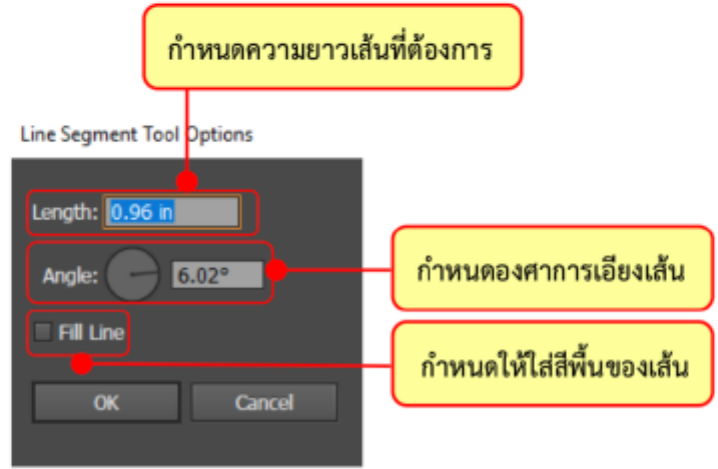 กำหนดความยาวเส้นที่ต้องการ
Line Segment Tool Options
Length: 0.96 in
Angle: 6.02°
กำหนดองศาการเอียงเส้น
Fill Line
กำหนดให้ใส่สีพื้นของเส้น
OK Cancel